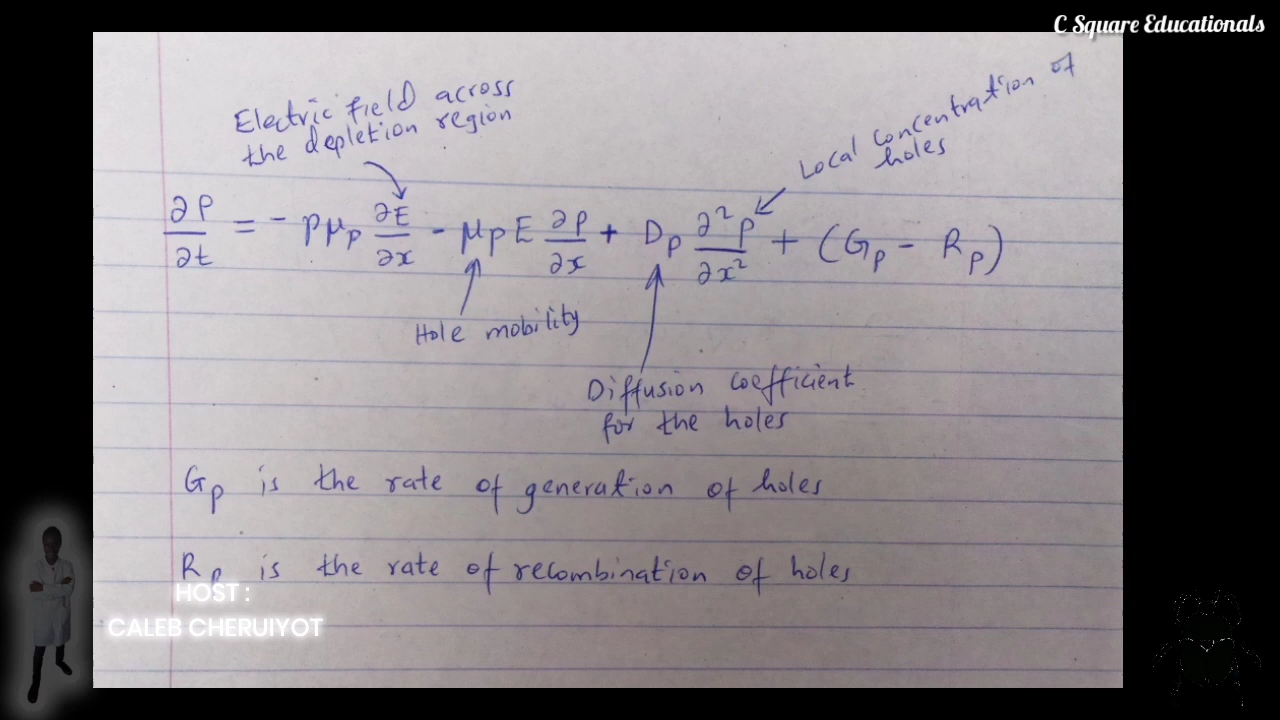 C Square Educationals
Electric field across
the depletion region
Local concentration of
holes
∂P/∂t = - pμp ∂E/∂x - μp E ∂p/∂x + Dp ∂²p/∂x² + (Gp - Rp)
Hole mobility
Diffusion coefficient
for the holes
Gp is the rate of generation of holes
Rp is the rate of recombination of holes
HOST :
CALEB CHERUIYOT